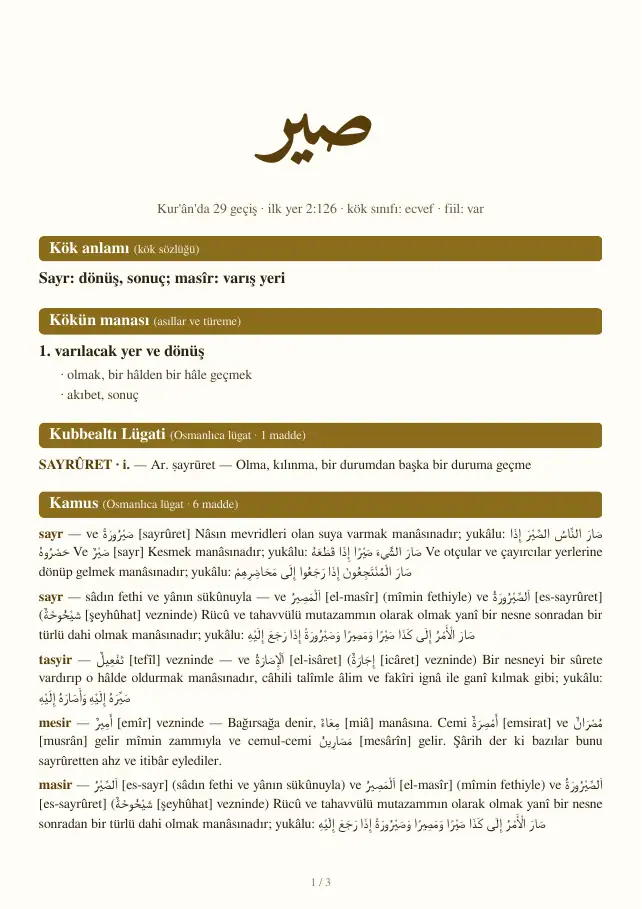 صير
Kur'ân'da 29 geçiş · ilk yer 2:126 · kök sınıfı: ecvef · fiil: var
Kök anlamı (kök sözlüğü)
Sayr: dönüş, sonuç; masîr: varış yeri
Kökün manası (asıllar ve türeme)
1. varılacak yer ve dönüş
· olmak, bir hâlden bir hâle geçmek
· akıbet, sonuç
Kubbealtı Lügati (Osmanlıca lügat · 1 madde)
SAYRÛRET · i. — Ar. ṣayrūret — Olma, kılınma, bir durumdan başka bir duruma geçme
Kamus (Osmanlıca lügat · 6 madde)
sayr — ve صَيْرُورَةٌ [sayrûret] Nâsın mevridleri olan suya varmak manâsınadır; yukâlu: صَارَ النَّاسُ الصَّيْرَ إِذَا
حَضَرُوهُ Ve صَيْرٌ [sayr] Kesmek manâsınadır; yukâlu: صَارَ الشَّيْءَ صَيْرًا إِذَا قَطَعَهُ Ve otçular ve çayırcılar yerlerine
dönüp gelmek manâsınadır; yukâlu: صَارَ الْمُنْتَجِعُونَ إِذَا رَجَعُوا إِلَى مَحَاضِرِهِمْ
sayr — sâdın fethi ve yânın sükûnuyla — ve اَلْمَصِيرُ [el-masîr] (mîmin fethiyle) ve اَلصَّيْرُورَةُ [es-sayrûret]
(شَيْخُوخَةٌ [şeyhûhat] vezninde) Rücû ve tahavvülü mutazammın olarak olmak yanî bir nesne sonradan bir
türlü dahi olmak manâsınadır; yukâlu: صَارَ الْأَمْرُ إِلَى كَذَا صَيْرًا وَمَصِيرًا وَصَيْرُورَةً إِذَا رَجَعَ إِلَيْهِ
tasyir — تَفْعِيلٌ [tefîl] vezninde — ve اَلْإِصَارَةُ [el-isâret] (إِجَارَةٌ [icâret] vezninde) Bir nesneyi bir sûrete
vardırıp o hâlde oldurmak manâsınadır, câhili talîmle âlim ve fakîri ignâ ile ganî kılmak gibi; yukâlu:
صَيَّرَهُ إِلَيْهِ وَأَصَارَهُ إِلَيْهِ
mesir — أَمِيرٌ [emîr] vezninde — Bağırsağa denir, مِعَاءٌ [miâ] manâsına. Cemi أَمْصِرَةٌ [emsirat] ve مُصْرَانٌ
[musrân] gelir mîmin zammıyla ve cemul-cemi مَصَارِينُ [mesârîn] gelir. Şârih der ki bazılar bunu
sayrûretten ahz ve itibâr eylediler.
masir — اَلصَّيْرُ [es-sayr] (sâdın fethi ve yânın sükûnuyla) ve اَلْمَصِيرُ [el-masîr] (mîmin fethiyle) ve اَلصَّيْرُورَةُ
[es-sayrûret] (شَيْخُوخَةٌ [şeyhûhat] vezninde) Rücû ve tahavvülü mutazammın olarak olmak yanî bir nesne
sonradan bir türlü dahi olmak manâsınadır; yukâlu: صَارَ الْأَمْرُ إِلَى كَذَا صَيْرًا وَمَصِيرًا وَصَيْرُورَةً إِذَا رَجَعَ إِلَيْهِ
1 / 3